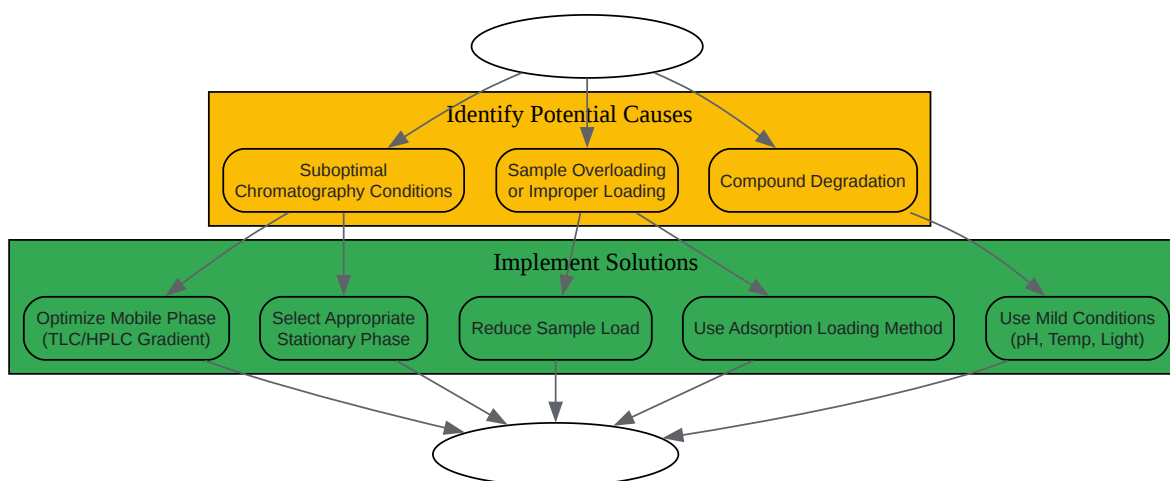 Identify Potential Causes
Suboptimal
Chromatography Conditions
Sample Overloading
or Improper Loading
Compound Degradation
Implement Solutions
Optimize Mobile Phase
(TLC/HPLC Gradient)
Select Appropriate
Stationary Phase
Reduce Sample Load
Use Adsorption Loading Method
Use Mild Conditions
(pH, Temp, Light)